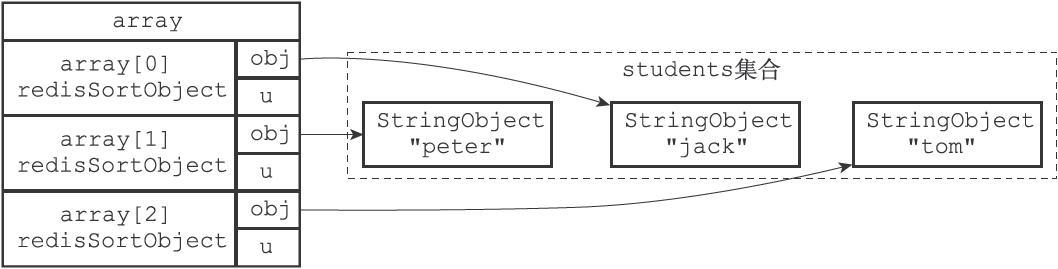 array
array[0]
redisSortObject
obj
u
array[1]
redisSortObject
obj
u
array[2]
redisSortObject
obj
u
students集合
StringObject
"peter"
StringObject
"jack"
StringObject
"tom"